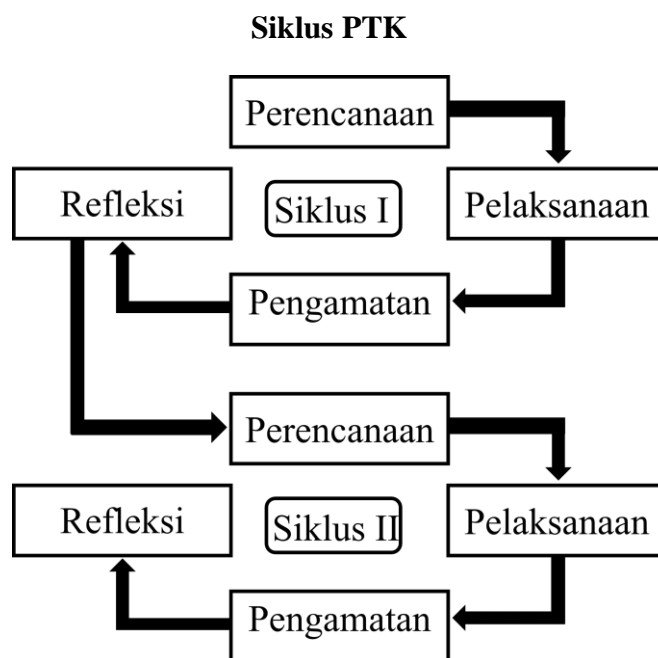 Siklus PTK
Perencanaan
Refleksi
Siklus I
Pelaksanaan
Pengamatan
Perencanaan
Refleksi
Siklus II
Pelaksanaan
Pengamatan